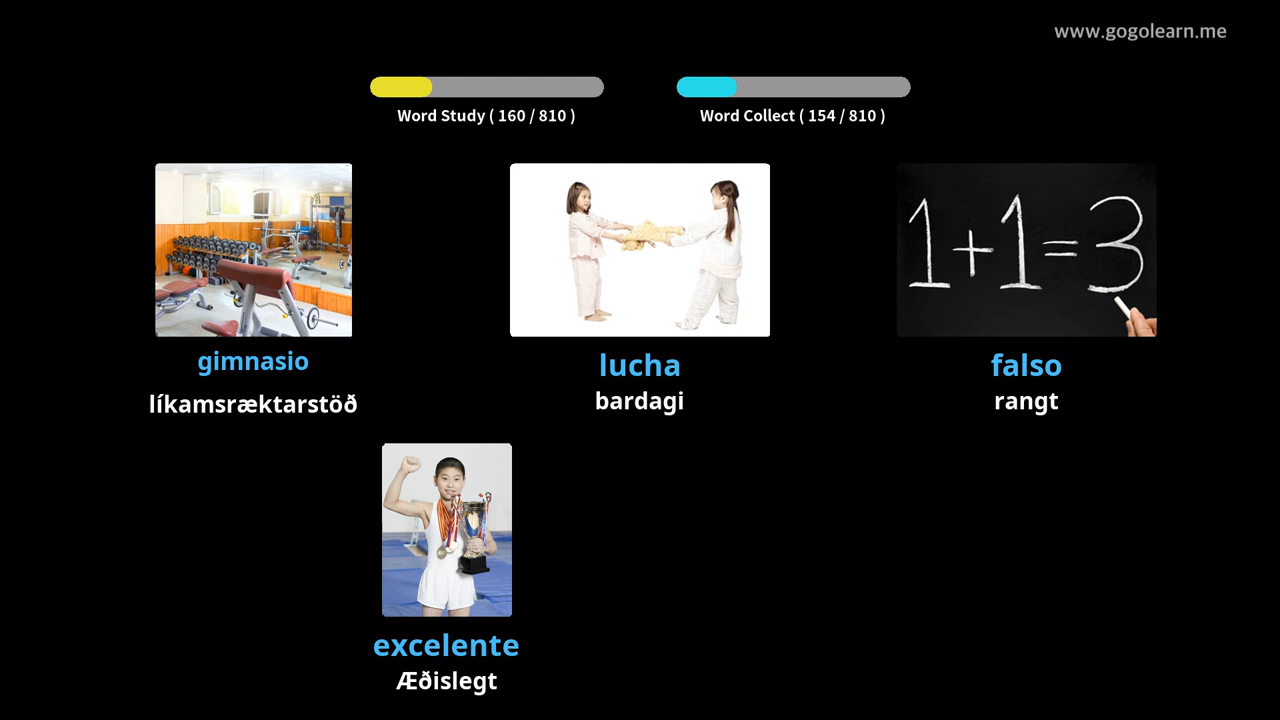 www.gogolearn.me
Word Study ( 160 / 810 )
Word Collect ( 154 / 810 )
1+1=3
gimnasio
líkamsræktarstöð
lucha
bardagi
falso
rangt
excelente
Æðislegt